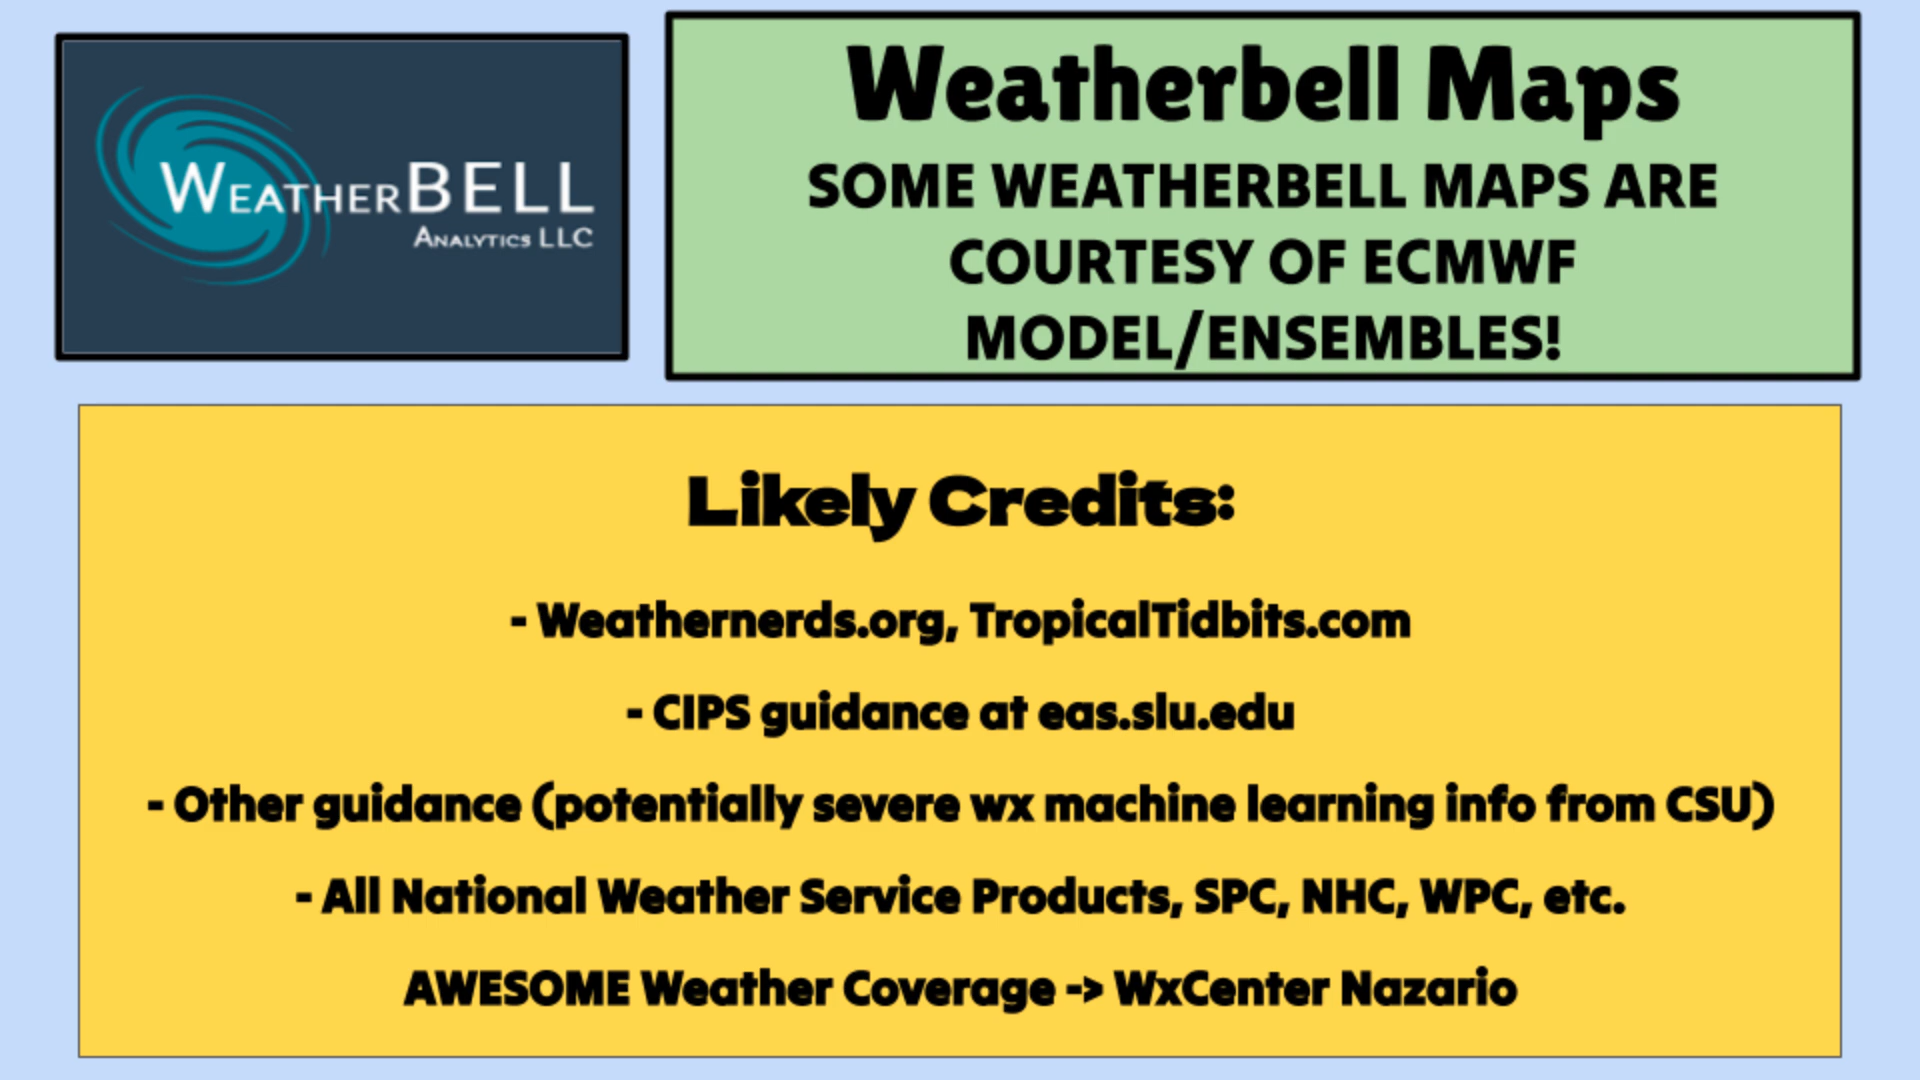 WEATHERBELL
ANALYTICS LLC
Weatherbell Maps
SOME WEATHERBELL MAPS ARE
COURTESY OF ECMWF
MODEL/ENSEMBLES!
Likely Credits:
- Weathernerds.org, TropicalTidbits.com
- CIPS guidance at eas.slu.edu
- Other guidance (potentially severe wx machine learning info from CSU)
- All National Weather Service Products, SPC, NHC, WPC, etc.
AWESOME Weather Coverage -> WxCenter Nazario